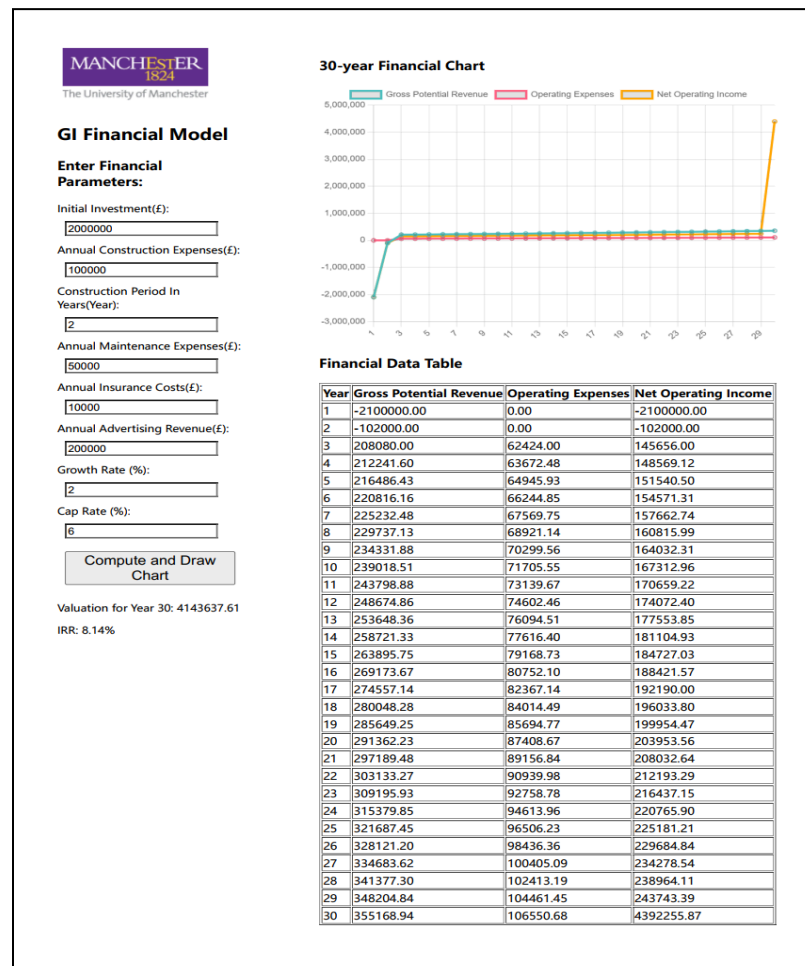 MANCHESTER
1824
The University of Manchester
GI Financial Model
Enter Financial
Parameters:
Initial Investment(£):
2000000
Annual Construction Expenses(£):
100000
Construction Period In
Years(Year):
2
Annual Maintenance Expenses(£):
50000
Annual Insurance Costs(£):
10000
Annual Advertising Revenue(£):
200000
Growth Rate (%):
2
Cap Rate (%):
6
Compute and Draw
Chart
Valuation for Year 30: 4143637.61
IRR: 8.14%
30-year Financial Chart
Gross Potential Revenue Operating Expenses Net Operating Income
5,000,000
4,000,000
3,000,000
2,000,000
1,000,000
0
-1,000,000
-2,000,000
-3,000,000
1 3 5 7 9 11 13 15 17 19 21 23 25 27 29
Financial Data Table
Year Gross Potential Revenue Operating Expenses Net Operating Income
1 -2100000.00 0.00 -2100000.00
2 -102000.00 0.00 -102000.00
3 208080.00 62424.00 145656.00
4 212241.60 63672.48 148569.12
5 216486.43 64945.93 151540.50
6 220816.16 66244.85 154571.31
7 225232.48 67569.75 157662.74
8 229737.13 68921.14 160815.99
9 234331.88 70299.56 164032.31
10 239018.51 71705.55 167312.96
11 243798.88 73139.67 170659.22
12 248674.86 74602.46 174072.40
13 253648.36 76094.51 177553.85
14 258721.33 77616.40 181104.93
15 263895.75 79168.73 184727.03
16 269173.67 80752.10 188421.57
17 274557.14 82367.14 192190.00
18 280048.28 84014.49 196033.80
19 285649.25 85694.77 199954.47
20 291362.23 87408.67 203953.56
21 297189.48 89156.84 208032.64
22 303133.27 90939.98 212193.29
23 309195.93 92758.78 216437.15
24 315379.85 94613.96 220765.90
25 321687.45 96506.23 225181.21
26 328121.20 98436.36 229684.84
27 334683.62 100405.09 234278.54
28 341377.30 102413.19 238964.11
29 348204.84 104461.45 243743.39
30 355168.94 106550.68 4392255.87